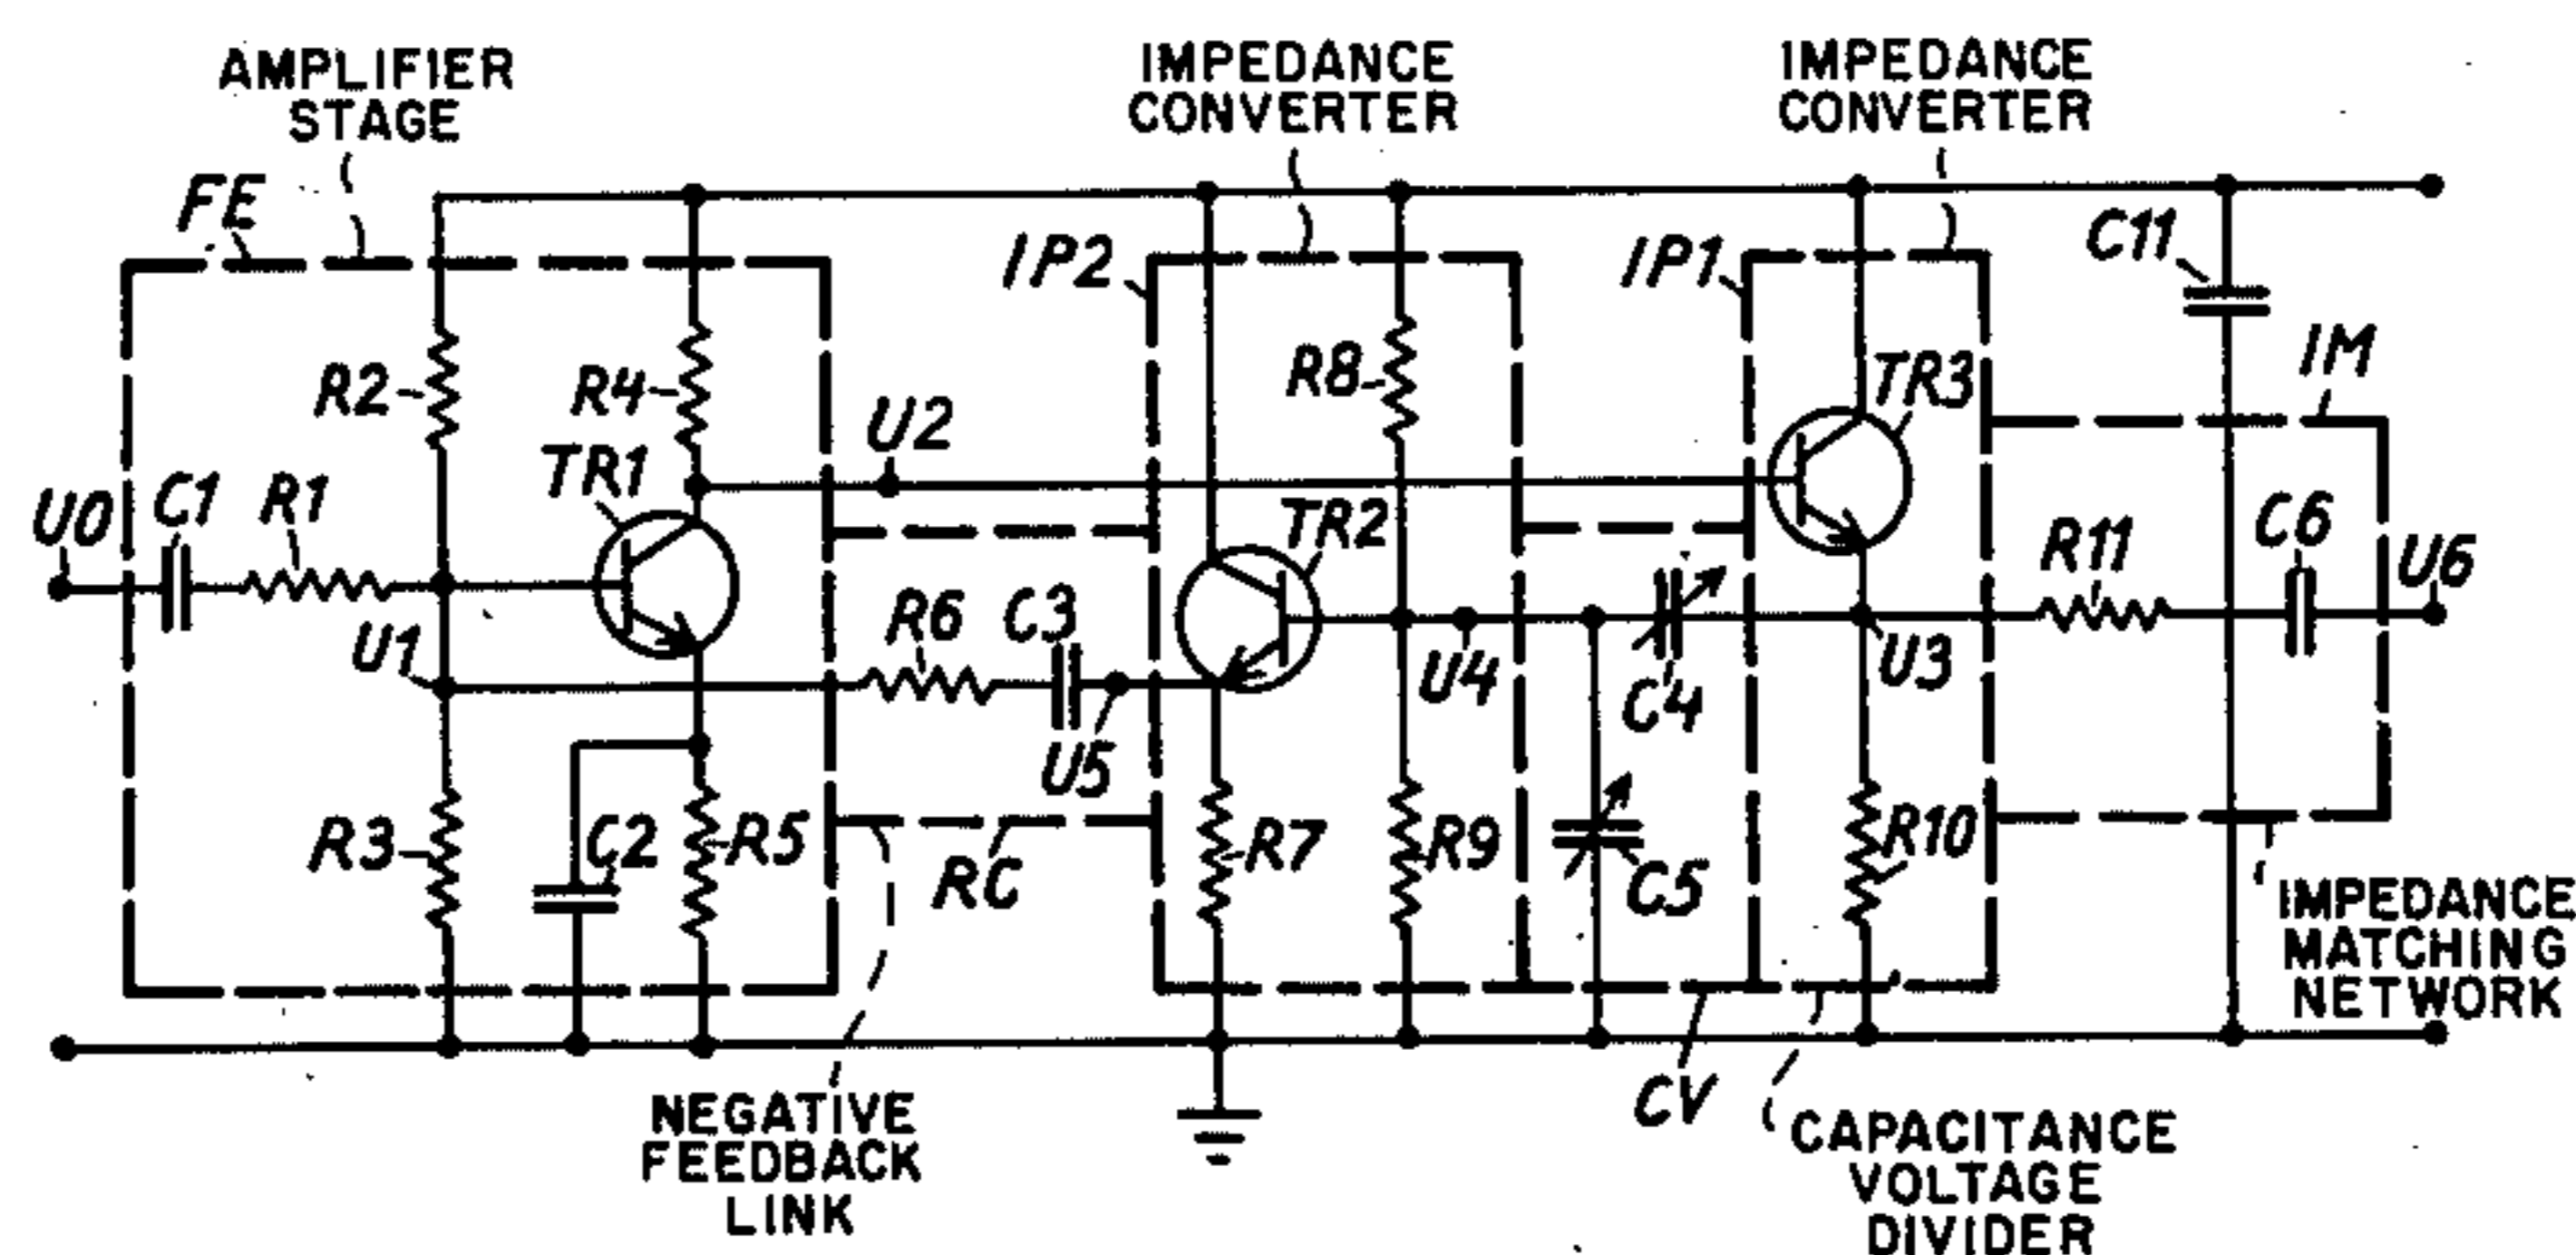 AMPLIFIER
STAGE
IMPEDANCE
CONVERTER
IMPEDANCE
CONVERTER
FE
IP2
IP1
C11
IM
R2
R4
U2
R8
TR3
TR1
U0
C1
R1
TR2
R11
C6
U6
U1
R6
C3
U4
C4
U3
U5
R3
C2
R5
RC
R7
R9
C5
R10
IMPEDANCE
MATCHING
NETWORK
CV
NEGATIVE
FEEDBACK
LINK
CAPACITANCE
VOLTAGE
DIVIDER